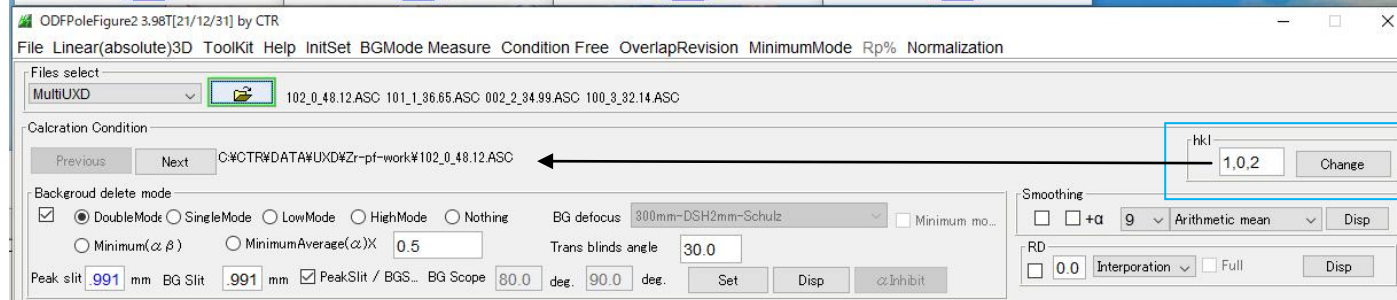 ODFPoleFigure2 3.98T[21/12/31] by CTR
File Linear(absolute)3D ToolKit Help InitSet BGMode Measure Condition Free OverlapRevision MinimumMode Rp% Normalization
Files select
MultiUXD 102_0_48.12.ASC 101_1_36.65.ASC 002_2_34.99.ASC 100_3_32.14.ASC
Calcration Condition
hkl
Previous Next C:¥CTR¥DATA¥UXD¥Zr-pf-work¥102_0_48.12.ASC 1,0,2 Change
Backgroud delete mode Smoothing
DoubleMode SingleMode LowMode HighMode Nothing BG defocus 300mm-DSH2mm-Schulz Minimum mo... +α 9 Arithmetic mean Disp
Minimum(αβ) MinimumAverage(α)X 0.5 Trans blinds angle 30.0
RD
0.0 Interporation Full Disp
Peak slit .991 mm BG Slit .991 mm PeakSlit / BGS... BG Scope 80.0 deg. 90.0 deg. Set Disp αInhibit